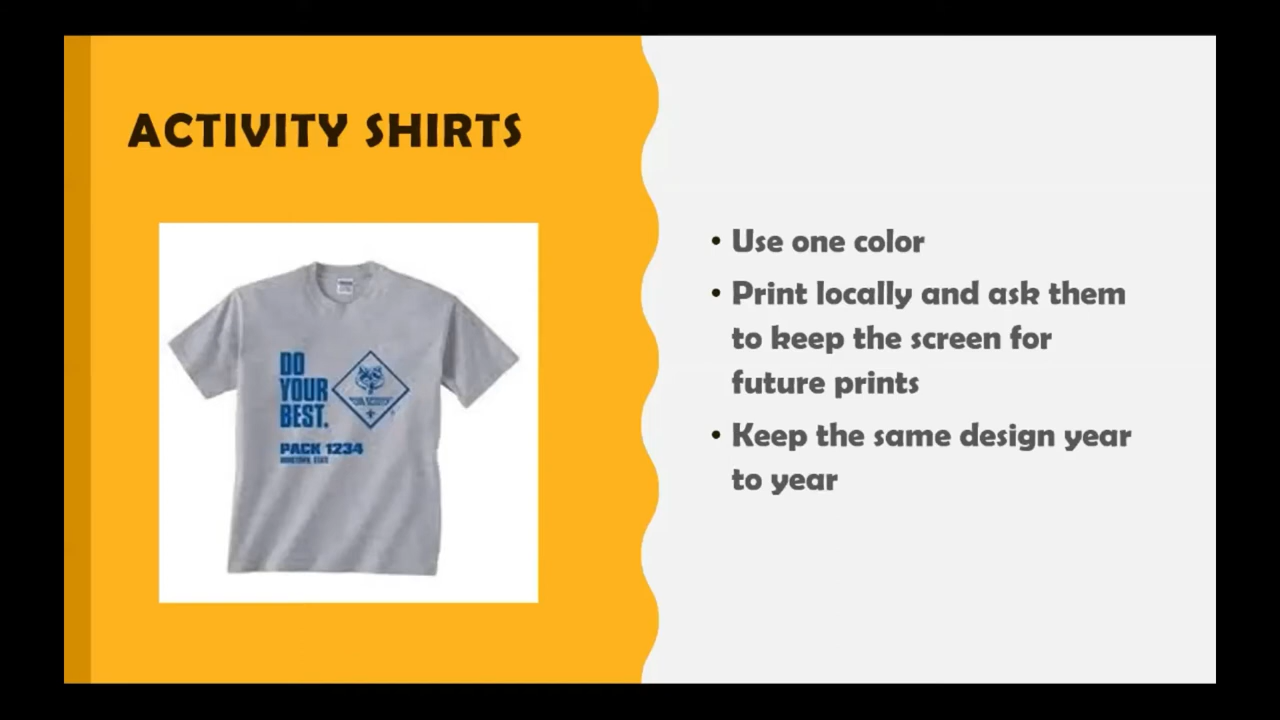 ACTIVITY SHIRTS
DO
YOUR
BEST.
PACK 1234
• Use one color
• Print locally and ask them
to keep the screen for
future prints
• Keep the same design year
to year